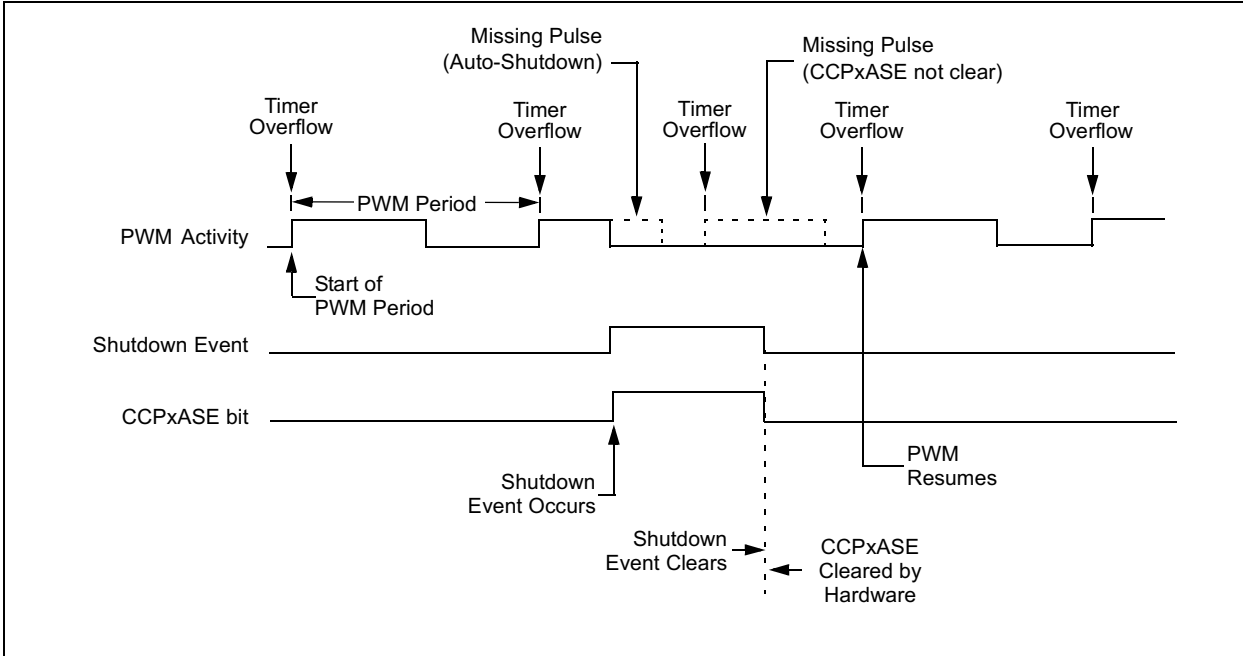 Missing Pulse
(Auto-Shutdown)
Missing Pulse
(CCPxASE not clear)
Timer
Overflow
Timer
Overflow
Timer
Overflow
Timer
Overflow
Timer
Overflow
PWM Period
PWM Activity
Start of
PWM Period
Shutdown Event
CCPxASE bit
Shutdown
Event Occurs
PWM
Resumes
Shutdown
Event Clears
CCPxASE
Cleared by
Hardware